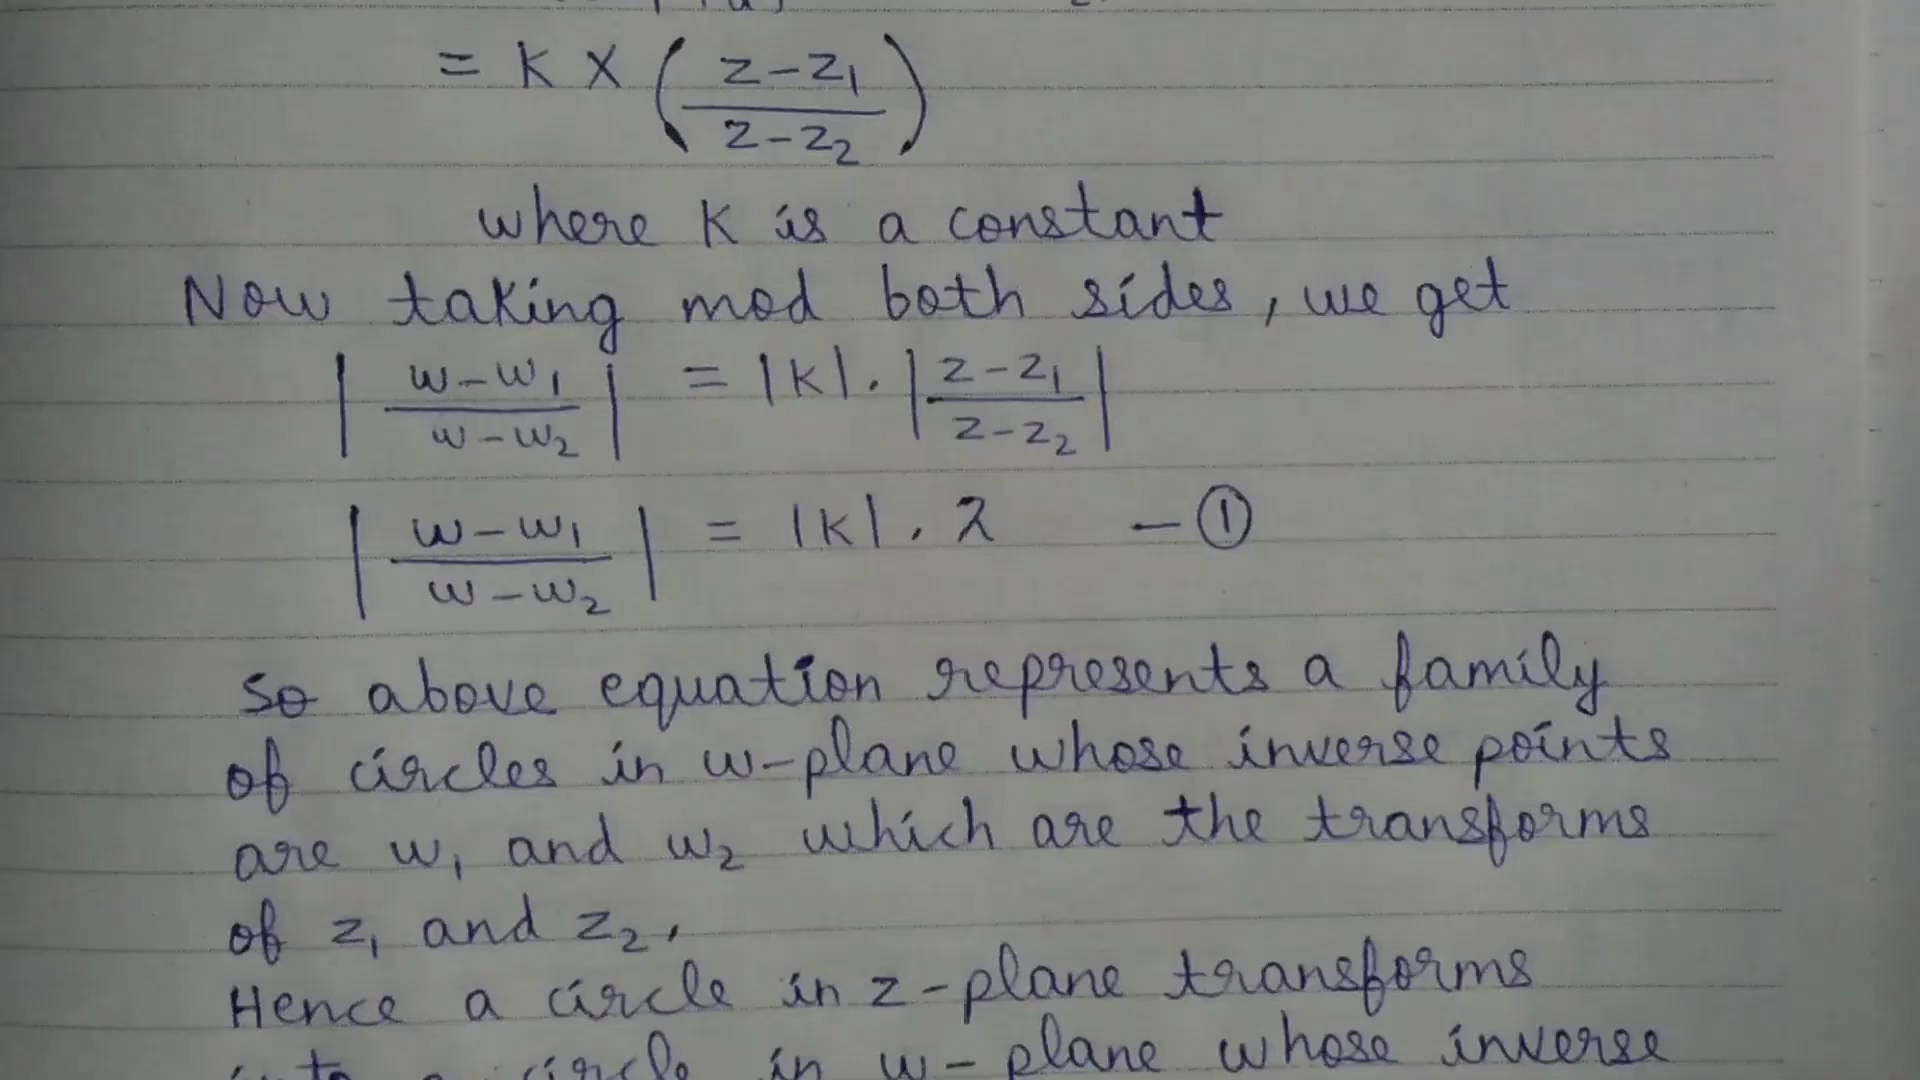 = K × ( z-z1 / z-z2 )
where K is a constant
Now taking mod both sides, we get
| w-w1 / w-w2 | = |K| . | z-z1 / z-z2 |
| w-w1 / w-w2 | = |K| . λ — ①
So above equation represents a family
of circles in w-plane whose inverse points
are w1 and w2 which are the transforms
of z1 and z2.
Hence a circle in z-plane transforms
into a circle in w-plane whose inverse